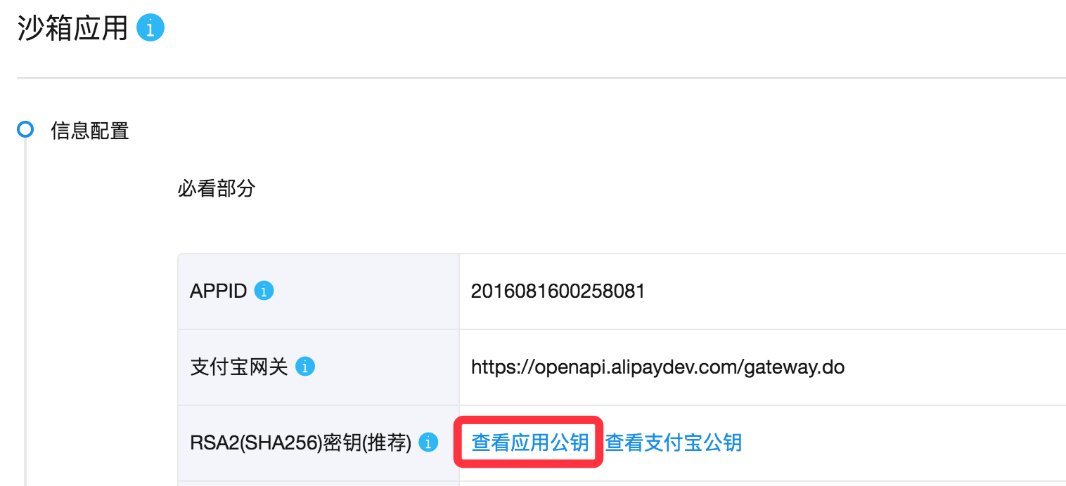 沙箱应用
信息配置
必看部分
APPID 2016081600258081
支付宝网关 https://openapi.alipaydev.com/gateway.do
RSA2(SHA256)密钥(推荐) 查看应用公钥 查看支付宝公钥